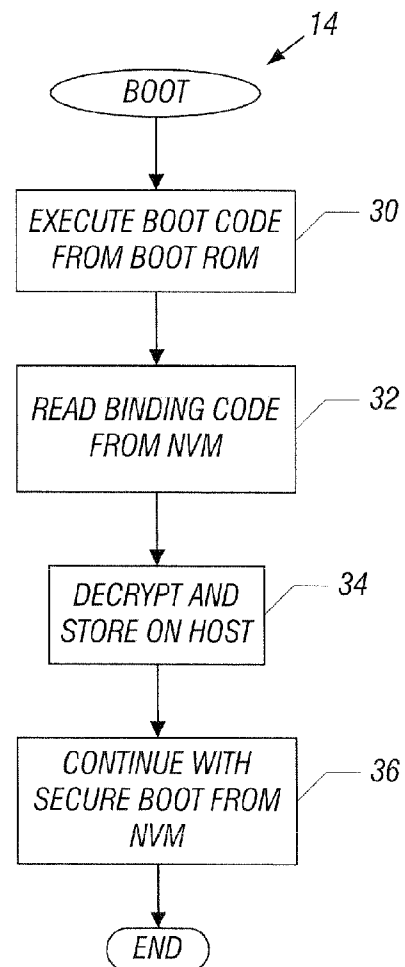 14
BOOT
EXECUTE BOOT CODE
FROM BOOT ROM
30
READ BINDING CODE
FROM NVM
32
DECRYPT AND
STORE ON HOST
34
CONTINUE WITH
SECURE BOOT FROM
NVM
36
END